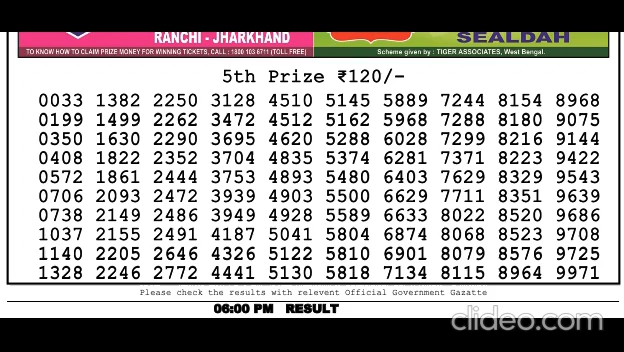 RANCHI - JHARKHAND
SEALDAH
TO KNOW HOW TO CLAIM PRIZE MONEY FOR WINNING TICKETS, CALL : 1800 103 6711 (TOLL FREE)
Scheme given by : TIGER ASSOCIATES, West Bengal.
5th Prize ₹120/-
0033 1382 2250 3128 4510 5145 5889 7244 8154 8968
0199 1499 2262 3472 4512 5162 5968 7288 8180 9075
0350 1630 2290 3695 4620 5288 6028 7299 8216 9144
0408 1822 2352 3704 4835 5374 6281 7371 8223 9422
0572 1861 2444 3753 4893 5480 6403 7629 8329 9543
0706 2093 2472 3939 4903 5500 6629 7711 8351 9639
0738 2149 2486 3949 4928 5589 6633 8022 8520 9686
1037 2155 2491 4187 5041 5804 6874 8068 8523 9708
1140 2205 2646 4326 5122 5810 6901 8079 8576 9725
1328 2246 2772 4441 5130 5818 7134 8115 8964 9971
Please check the results with relevent Official Government Gazatte
06:00 PM RESULT
clideo.com